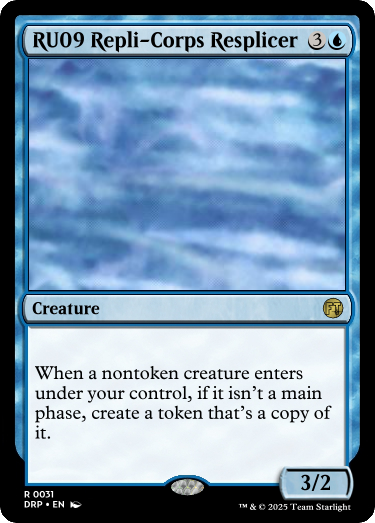 RU09 Repli-Corps Resplicer 3
Creature
When a nontoken creature enters
under your control, if it isn't a main
phase, create a token that's a copy of
it.
3/2
R 0031
DRP • EN
™ & © 2025 Team Starlight